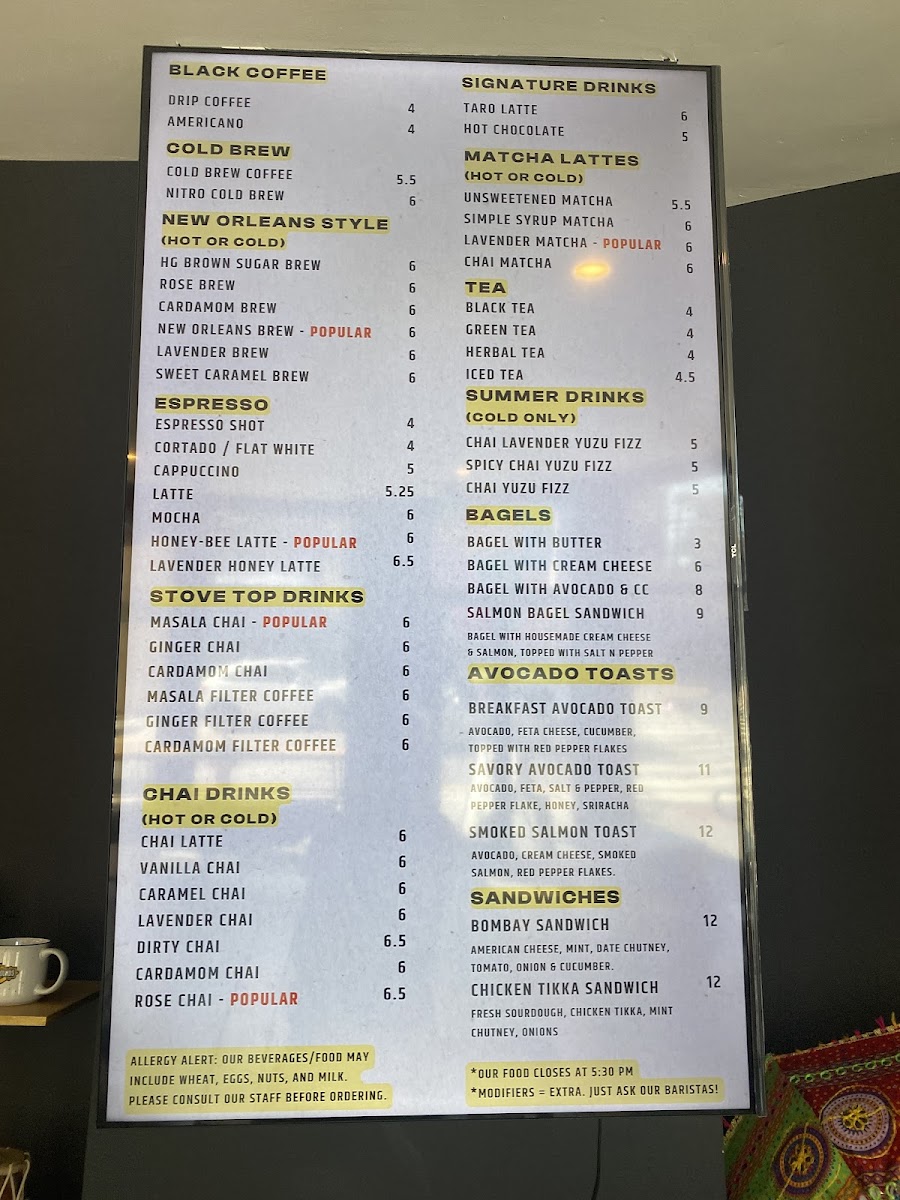 BLACK COFFEE
DRIP COFFEE 4
AMERICANO 4
COLD BREW
COLD BREW COFFEE 5.5
NITRO COLD BREW 6
NEW ORLEANS STYLE
(HOT OR COLD)
HG BROWN SUGAR BREW 6
ROSE BREW 6
CARDAMOM BREW 6
NEW ORLEANS BREW - POPULAR 6
LAVENDER BREW 6
SWEET CARAMEL BREW 6
ESPRESSO
ESPRESSO SHOT 4
CORTADO / FLAT WHITE 4
CAPPUCCINO 5
LATTE 5.25
MOCHA 6
HONEY-BEE LATTE - POPULAR 6
LAVENDER HONEY LATTE 6.5
STOVE TOP DRINKS
MASALA CHAI - POPULAR 6
GINGER CHAI 6
CARDAMOM CHAI 6
MASALA FILTER COFFEE 6
GINGER FILTER COFFEE 6
CARDAMOM FILTER COFFEE 6
CHAI DRINKS
(HOT OR COLD)
CHAI LATTE 6
VANILLA CHAI 6
CARAMEL CHAI 6
LAVENDER CHAI 6
DIRTY CHAI 6.5
CARDAMOM CHAI 6
ROSE CHAI - POPULAR 6.5
ALLERGY ALERT: OUR BEVERAGES/FOOD MAY
INCLUDE WHEAT, EGGS, NUTS, AND MILK.
PLEASE CONSULT OUR STAFF BEFORE ORDERING.
SIGNATURE DRINKS
TARO LATTE 6
HOT CHOCOLATE 5
MATCHA LATTES
(HOT OR COLD)
UNSWEETENED MATCHA 5.5
SIMPLE SYRUP MATCHA 6
LAVENDER MATCHA - POPULAR 6
CHAI MATCHA 6
TEA
BLACK TEA 4
GREEN TEA 4
HERBAL TEA 4
ICED TEA 4.5
SUMMER DRINKS
(COLD ONLY)
CHAI LAVENDER YUZU FIZZ 5
SPICY CHAI YUZU FIZZ 5
CHAI YUZU FIZZ 5
BAGELS
BAGEL WITH BUTTER 3
BAGEL WITH CREAM CHEESE 6
BAGEL WITH AVOCADO & CC 8
SALMON BAGEL SANDWICH 9
BAGEL WITH HOUSEMADE CREAM CHEESE
& SALMON, TOPPED WITH SALT N PEPPER
AVOCADO TOASTS
BREAKFAST AVOCADO TOAST 9
AVOCADO, FETA CHEESE, CUCUMBER,
TOPPED WITH RED PEPPER FLAKES
SAVORY AVOCADO TOAST 11
AVOCADO, FETA, SALT & PEPPER, RED
PEPPER FLAKE, HONEY, SRIRACHA
SMOKED SALMON TOAST 12
AVOCADO, CREAM CHEESE, SMOKED
SALMON, RED PEPPER FLAKES.
SANDWICHES
BOMBAY SANDWICH 12
AMERICAN CHEESE, MINT, DATE CHUTNEY,
TOMATO, ONION & CUCUMBER.
CHICKEN TIKKA SANDWICH 12
FRESH SOURDOUGH, CHICKEN TIKKA, MINT
CHUTNEY, ONIONS
*OUR FOOD CLOSES AT 5:30 PM
*MODIFIERS = EXTRA. JUST ASK OUR BARISTAS!